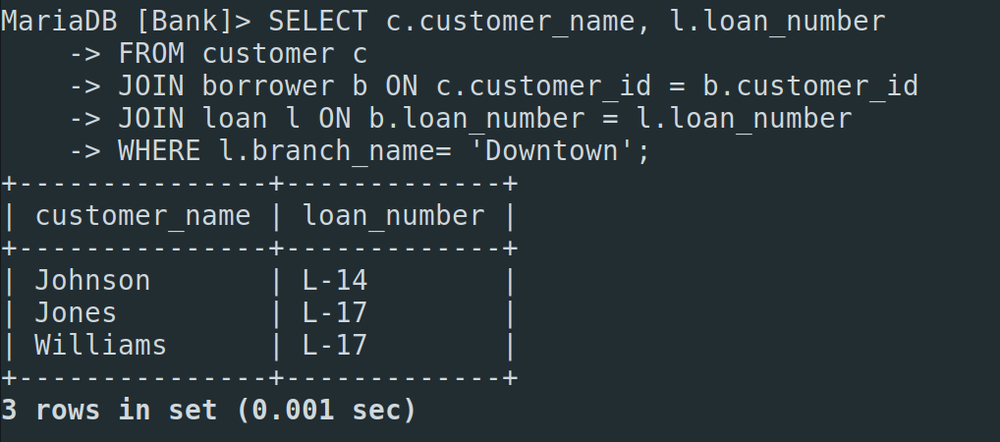 MariaDB [Bank]> SELECT c.customer_name, l.loan_number
    -> FROM customer c
    -> JOIN borrower b ON c.customer_id = b.customer_id
    -> JOIN loan l ON b.loan_number = l.loan_number
    -> WHERE l.branch_name= 'Downtown';
+---------------+-------------+
| customer_name | loan_number |
+---------------+-------------+
| Johnson       | L-14        |
| Jones         | L-17        |
| Williams      | L-17        |
+---------------+-------------+
3 rows in set (0.001 sec)